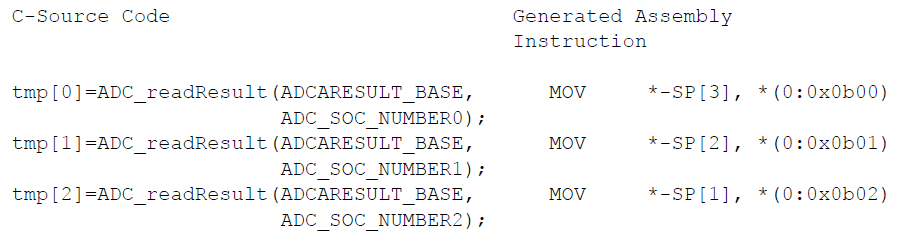 C-Source Code Generated Assembly
Instruction
tmp[0]=ADC_readResult(ADCARESULT_BASE, MOV *-SP[3], *(0:0x0b00)
ADC_SOC_NUMBER0);
tmp[1]=ADC_readResult(ADCARESULT_BASE, MOV *-SP[2], *(0:0x0b01)
ADC_SOC_NUMBER1);
tmp[2]=ADC_readResult(ADCARESULT_BASE, MOV *-SP[1], *(0:0x0b02)
ADC_SOC_NUMBER2);